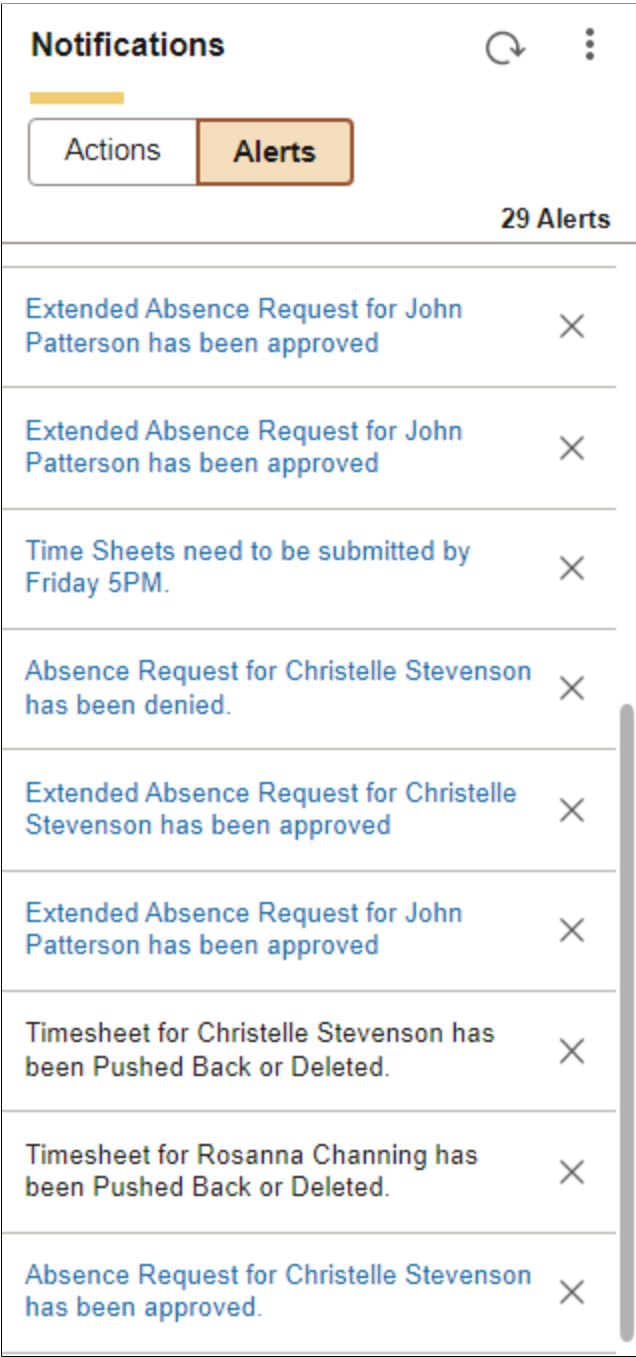 Notifications
Actions
Alerts
29 Alerts
Extended Absence Request for John
Patterson has been approved
Extended Absence Request for John
Patterson has been approved
Time Sheets need to be submitted by
Friday 5PM.
Absence Request for Christelle Stevenson
has been denied.
Extended Absence Request for Christelle
Stevenson has been approved
Extended Absence Request for John
Patterson has been approved
Timesheet for Christelle Stevenson has
been Pushed Back or Deleted.
Timesheet for Rosanna Channing has
been Pushed Back or Deleted.
Absence Request for Christelle Stevenson
has been approved.